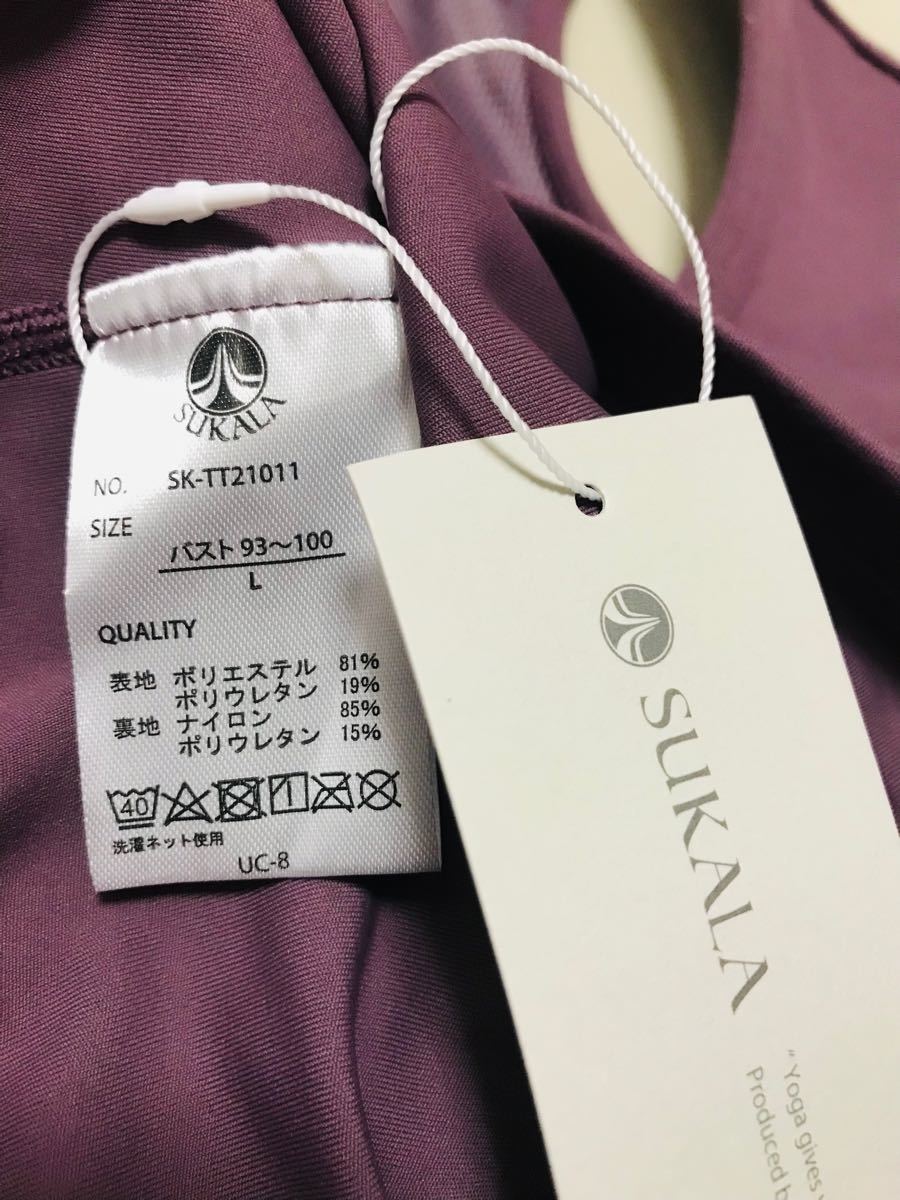 SUKALA
NO. SK-TT21011
SIZE
バスト 93～100
L
QUALITY
表地 ポリエステル 81%
ポリウレタン 19%
裏地 ナイロン 85%
ポリウレタン 15%
40
洗濯ネット使用
UC-8
SUKALA
“ Yoga gives
Produced b